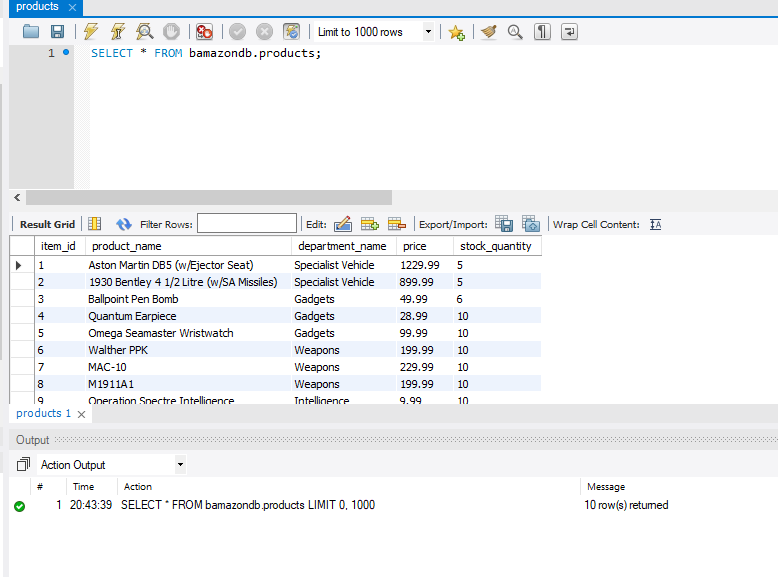 products
Limit to 1000 rows
1 SELECT * FROM bamazondb.products;
Result Grid Filter Rows: Edit: Export/Import: Wrap Cell Content:
item_id product_name department_name price stock_quantity
1 Aston Martin DB5 (w/Ejector Seat) Specialist Vehicle 1229.99 5
2 1930 Bentley 4 1/2 Litre (w/SA Missiles) Specialist Vehicle 899.99 5
3 Ballpoint Pen Bomb Gadgets 49.99 6
4 Quantum Earpiece Gadgets 28.99 10
5 Omega Seamaster Wristwatch Gadgets 99.99 10
6 Walther PPK Weapons 199.99 10
7 MAC-10 Weapons 229.99 10
8 M1911A1 Weapons 199.99 10
9 Operation Spectre Intelligence Intelligence 9.99 10
products 1
Output
Action Output
# Time Action Message
1 20:43:39 SELECT * FROM bamazondb.products LIMIT 0, 1000 10 row(s) returned